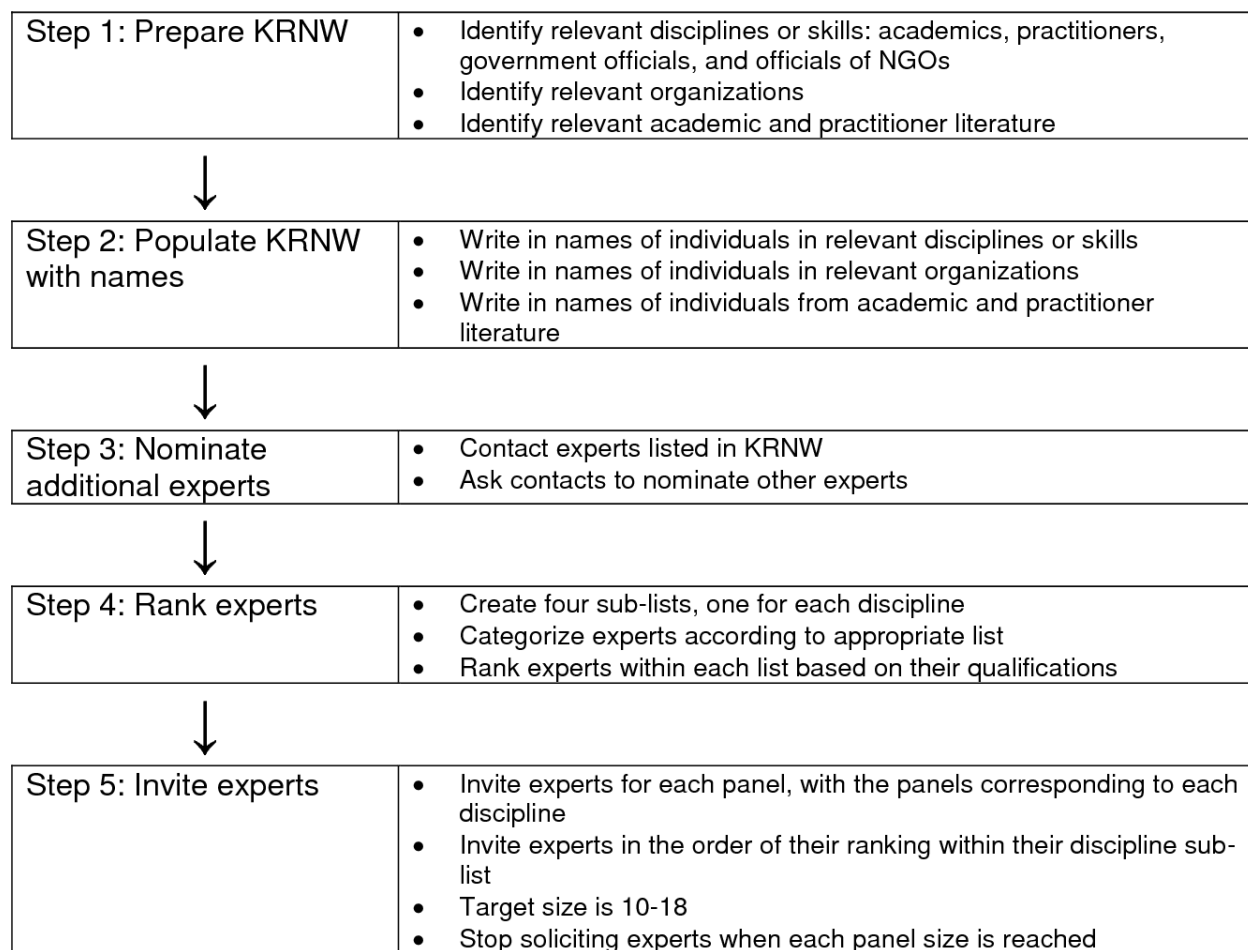 Step 1: Prepare KRNW
• Identify relevant disciplines or skills: academics, practitioners,
government officials, and officials of NGOs
• Identify relevant organizations
• Identify relevant academic and practitioner literature
Step 2: Populate KRNW
with names
• Write in names of individuals in relevant disciplines or skills
• Write in names of individuals in relevant organizations
• Write in names of individuals from academic and practitioner
literature
Step 3: Nominate
additional experts
• Contact experts listed in KRNW
• Ask contacts to nominate other experts
Step 4: Rank experts
• Create four sub-lists, one for each discipline
• Categorize experts according to appropriate list
• Rank experts within each list based on their qualifications
Step 5: Invite experts
• Invite experts for each panel, with the panels corresponding to each
discipline
• Invite experts in the order of their ranking within their discipline sub-
list
• Target size is 10-18
• Stop soliciting experts when each panel size is reached